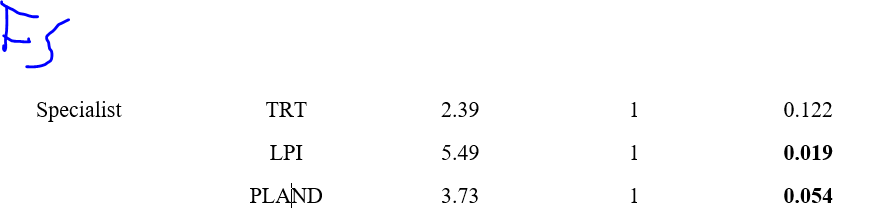 Fs
Specialist TRT 2.39 1 0.122
LPI 5.49 1 0.019
PLAND 3.73 1 0.054